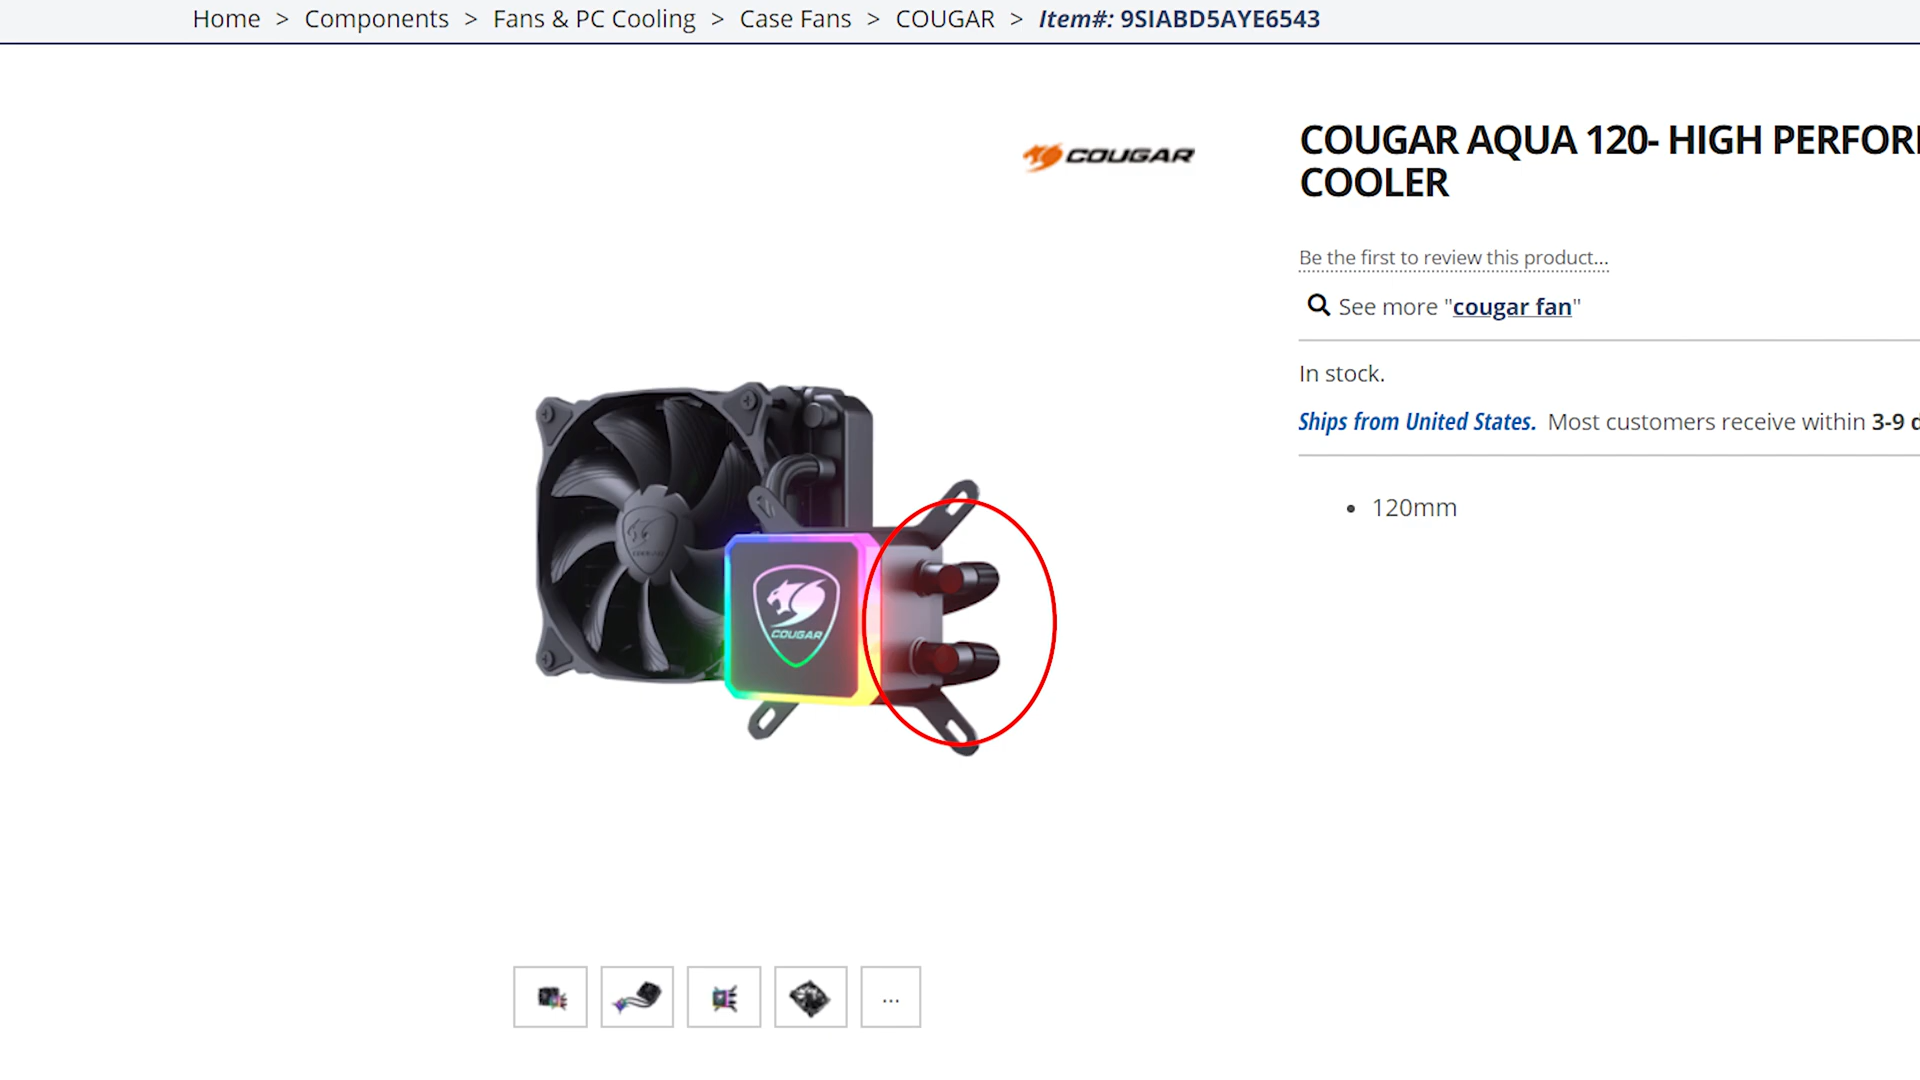 Home > Components > Fans & PC Cooling > Case Fans > COUGAR > Item#: 9SIABD5AYE6543
COUGAR
COUGAR AQUA 120- HIGH PERFOR
COOLER
Be the first to review this product...
See more "cougar fan"
In stock.
Ships from United States. Most customers receive within 3-9 d
• 120mm
COUGAR
COUGAR
...